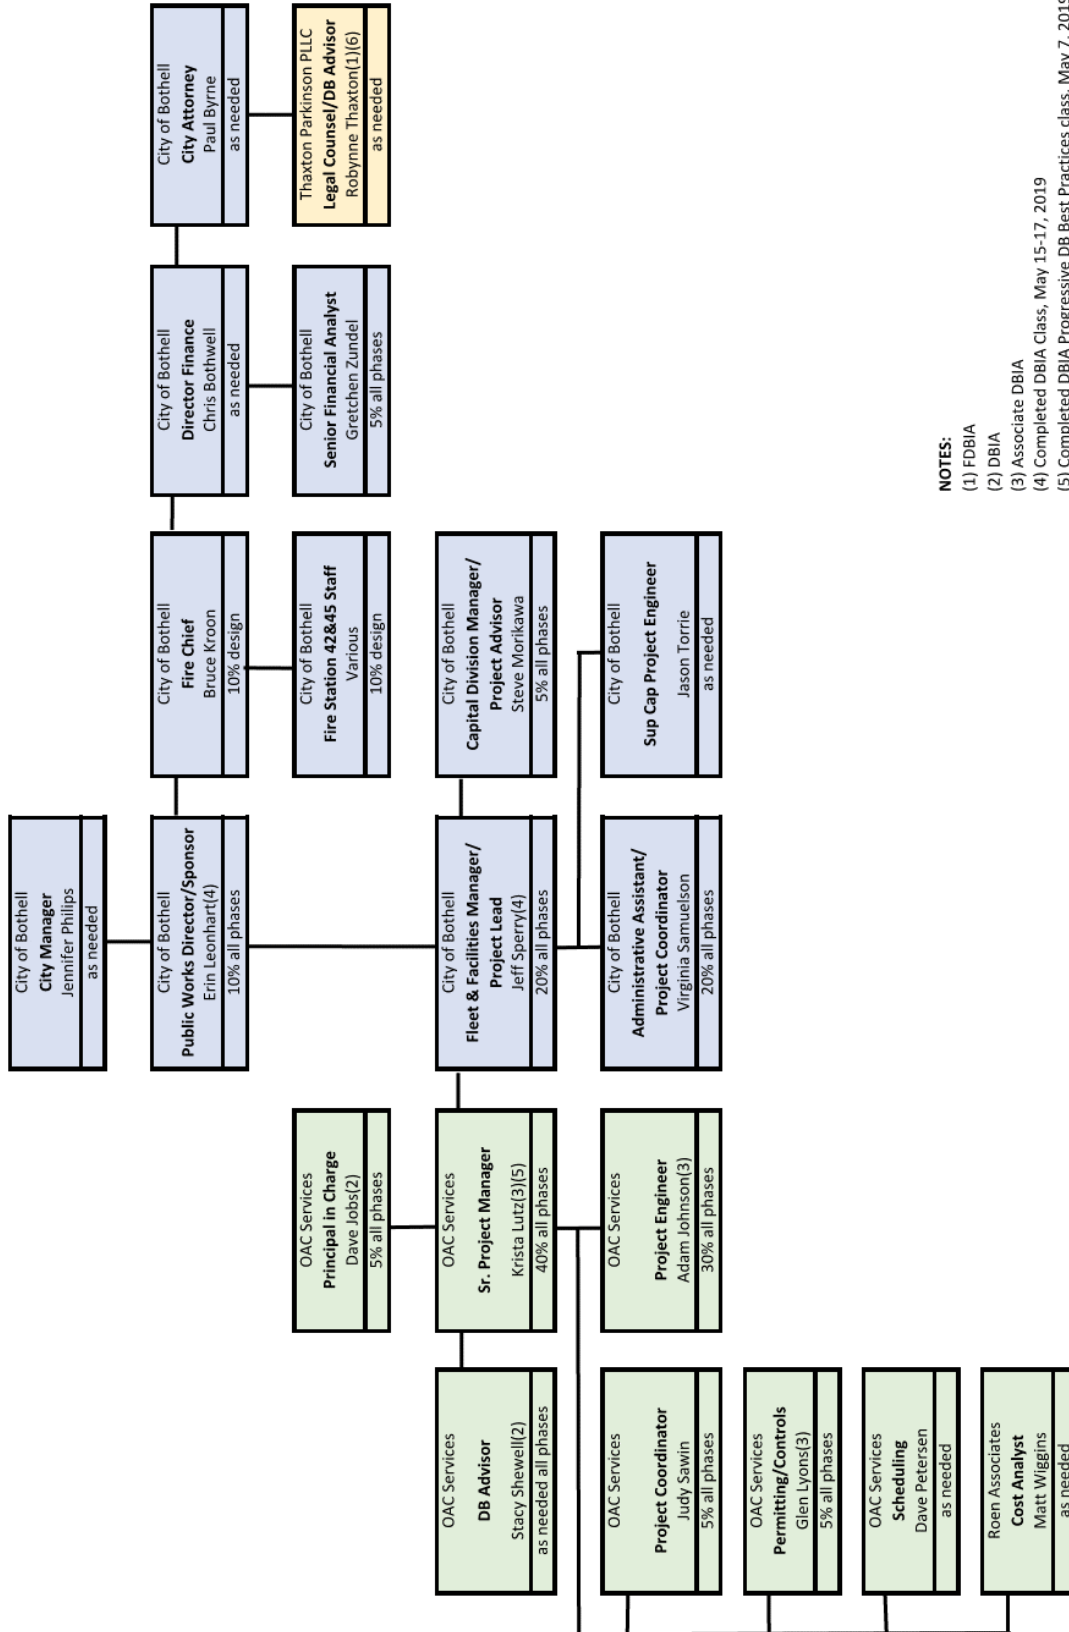 City of Bothell
City Manager
Jennifer Philips
as needed
City of Bothell
Public Works Director/Sponsor
Erin Leonhart(4)
10% all phases
City of Bothell
Fire Chief
Bruce Kroon
10% design
City of Bothell
Director Finance
Chris Bothwell
as needed
City of Bothell
City Attorney
Paul Byrne
as needed
OAC Services
Principal in Charge
Dave Jobs(2)
5% all phases
City of Bothell
Fire Station 42&45 Staff
Various
10% design
City of Bothell
Senior Financial Analyst
Gretchen Zundel
5% all phases
Thaxton Parkinson PLLC
Legal Counsel/DB Advisor
Robynne Thaxton(1)(6)
as needed
OAC Services
DB Advisor
Stacy Shewell(2)
as needed all phases
OAC Services
Sr. Project Manager
Krista Lutz(3)(5)
40% all phases
City of Bothell
Fleet & Facilities Manager/
Project Lead
Jeff Sperry(4)
20% all phases
City of Bothell
Capital Division Manager/
Project Advisor
Steve Morikawa
5% all phases
OAC Services
Project Coordinator
Judy Sawin
5% all phases
OAC Services
Project Engineer
Adam Johnson(3)
30% all phases
City of Bothell
Administrative Assistant/
Project Coordinator
Virginia Samuelson
20% all phases
City of Bothell
Sup Cap Project Engineer
Jason Torrie
as needed
OAC Services
Permitting/Controls
Glen Lyons(3)
5% all phases
OAC Services
Scheduling
Dave Petersen
as needed
Roen Associates
Cost Analyst
Matt Wiggins
as needed
NOTES:
(1) FDBIA
(2) DBIA
(3) Associate DBIA
(4) Completed DBIA Class, May 15-17, 2019
(5) Completed DBIA Progressive DB Best Practices class, May 7, 2019